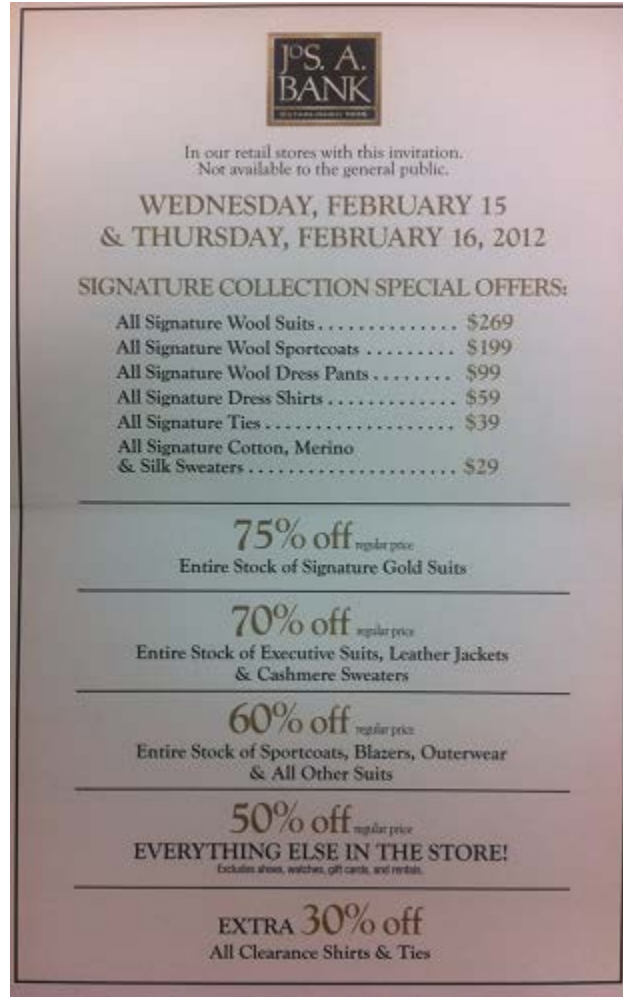 JOS. A.
BANK
ESTABLISHED 1905
In our retail stores with this invitation.
Not available to the general public.
WEDNESDAY, FEBRUARY 15
& THURSDAY, FEBRUARY 16, 2012
SIGNATURE COLLECTION SPECIAL OFFERS:
All Signature Wool Suits . . . . . . . . . . . . . . $269
All Signature Wool Sportcoats . . . . . . . . . $199
All Signature Wool Dress Pants . . . . . . . . $99
All Signature Dress Shirts . . . . . . . . . . . . . $59
All Signature Ties . . . . . . . . . . . . . . . . . . . $39
All Signature Cotton, Merino
& Silk Sweaters . . . . . . . . . . . . . . . . . . . . . $29
75% off regular price
Entire Stock of Signature Gold Suits
70% off regular price
Entire Stock of Executive Suits, Leather Jackets
& Cashmere Sweaters
60% off regular price
Entire Stock of Sportcoats, Blazers, Outerwear
& All Other Suits
50% off regular price
EVERYTHING ELSE IN THE STORE!
Excludes shoes, watches, gift cards, and rentals.
EXTRA 30% off
All Clearance Shirts & Ties